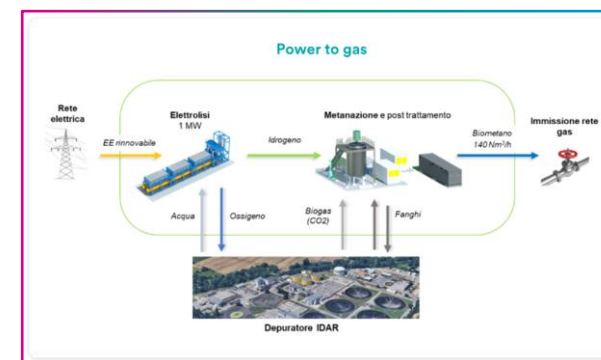 Power to gas
Rete
elettrica
EE rinnovabile
Elettrolisi
1 MW
Idrogeno
Metanazione e post trattamento
Biometano
140 Nm³/h
Immissione rete
gas
Acqua
Ossigeno
Biogas
(CO2)
Fanghi
Depuratore IDAR